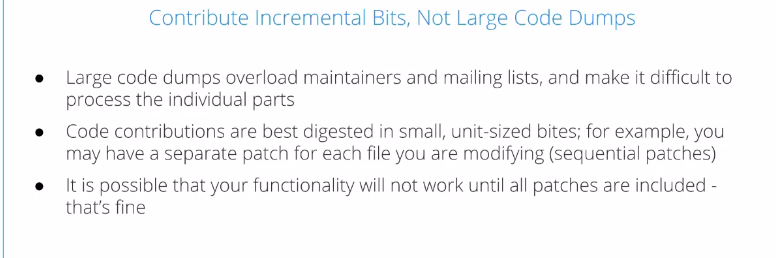 Contribute Incremental Bits, Not Large Code Dumps
● Large code dumps overload maintainers and mailing lists, and make it difficult to
process the individual parts
● Code contributions are best digested in small, unit-sized bites; for example, you
may have a separate patch for each file you are modifying (sequential patches)
● It is possible that your functionality will not work until all patches are included -
that's fine